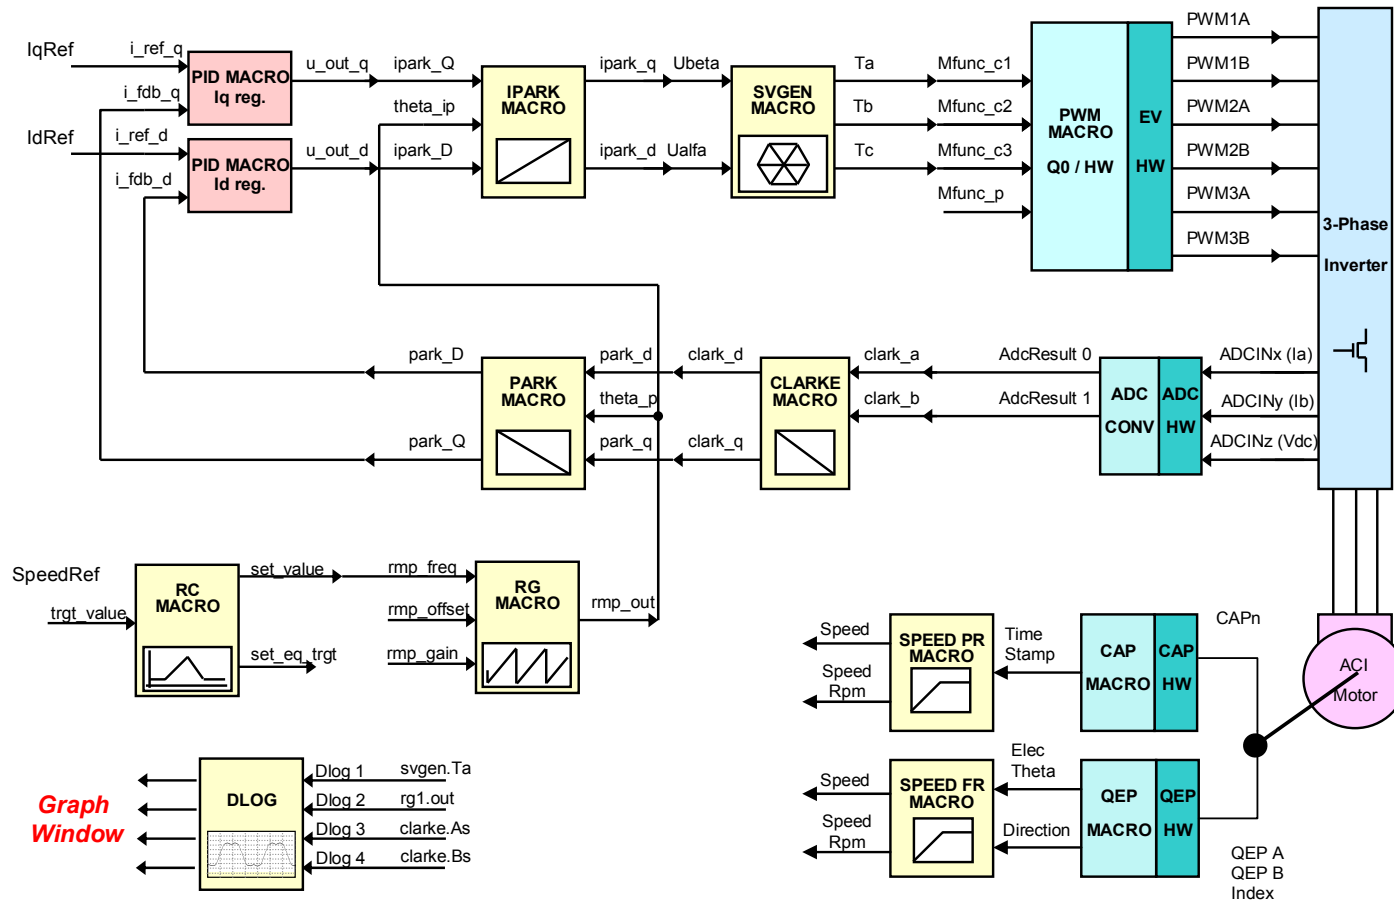 IqRef
i_ref_q
i_fdb_q
PID MACRO
Iq reg.
u_out_q
ipark_Q
theta_ip
IdRef
i_ref_d
i_fdb_d
PID MACRO
Id reg.
u_out_d
ipark_D
IPARK
MACRO
ipark_q
Ubeta
ipark_d
Ualfa
SVGEN
MACRO
Ta
Tb
Tc
Mfunc_c1
Mfunc_c2
Mfunc_c3
Mfunc_p
PWM
MACRO
Q0 / HW
EV
HW
PWM1A
PWM1B
PWM2A
PWM2B
PWM3A
PWM3B
3-Phase
Inverter
park_D
park_Q
PARK
MACRO
park_d
theta_p
park_q
clark_d
clark_q
CLARKE
MACRO
clark_a
clark_b
AdcResult 0
AdcResult 1
ADC
CONV
ADC
HW
ADCINx (Ia)
ADCINy (Ib)
ADCINz (Vdc)
SpeedRef
trgt_value
RC
MACRO
set_value
set_eq_trgt
rmp_freq
rmp_offset
rmp_gain
RG
MACRO
rmp_out
Speed
Speed
Rpm
SPEED PR
MACRO
Time
Stamp
CAP
MACRO
CAP
HW
CAPn
ACI
Motor
Speed
Speed
Rpm
SPEED FR
MACRO
Elec
Theta
Direction
QEP
MACRO
QEP
HW
QEP A
QEP B
Index
Graph
Window
DLOG
Dlog 1
svgen.Ta
Dlog 2
rg1.out
Dlog 3
clarke.As
Dlog 4
clarke.Bs